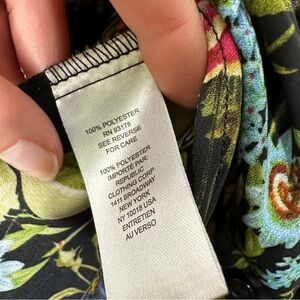 100% POLYESTER
RN 93178
SEE REVERSE
FOR CARE
100% POLYESTER
IMPORTÉ PAR:
REPUBLIC
CLOTHING CORP
1411 BROADWAY
NEW YORK
NY 10018 USA
ENTRETIEN
AU VERSO